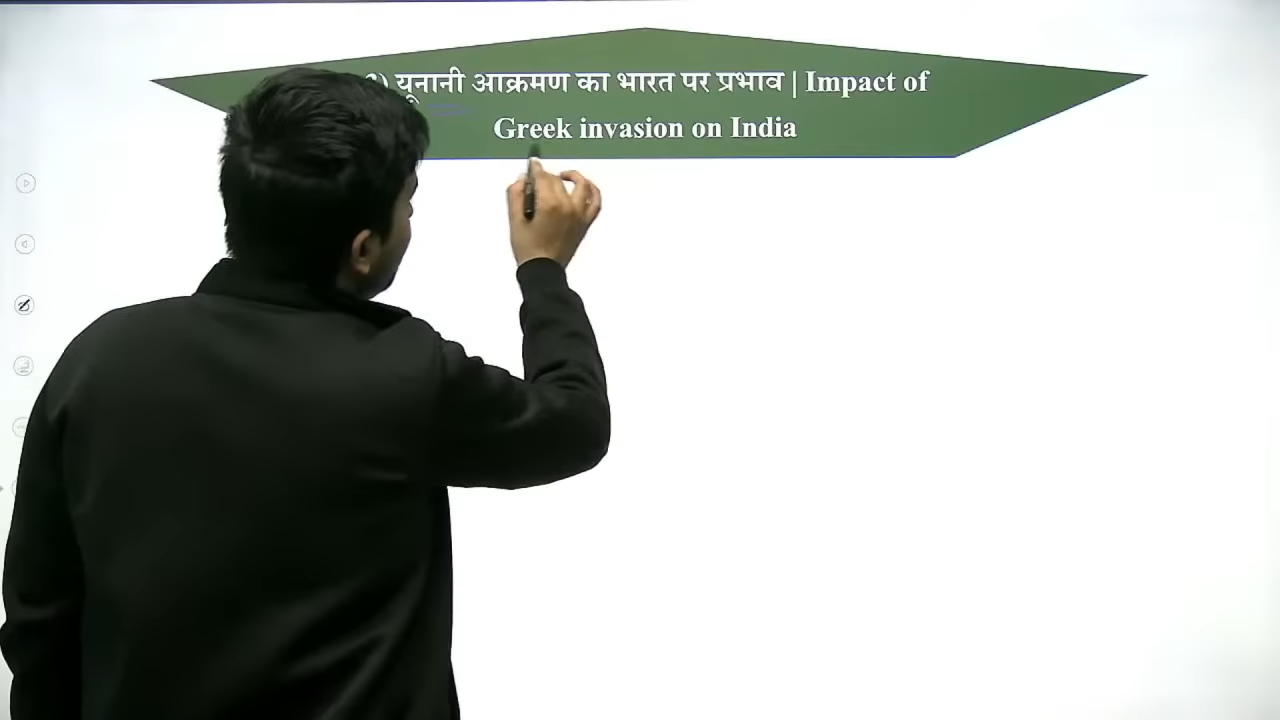 यूनानी आक्रमण का भारत पर प्रभाव | Impact of
Greek invasion on India